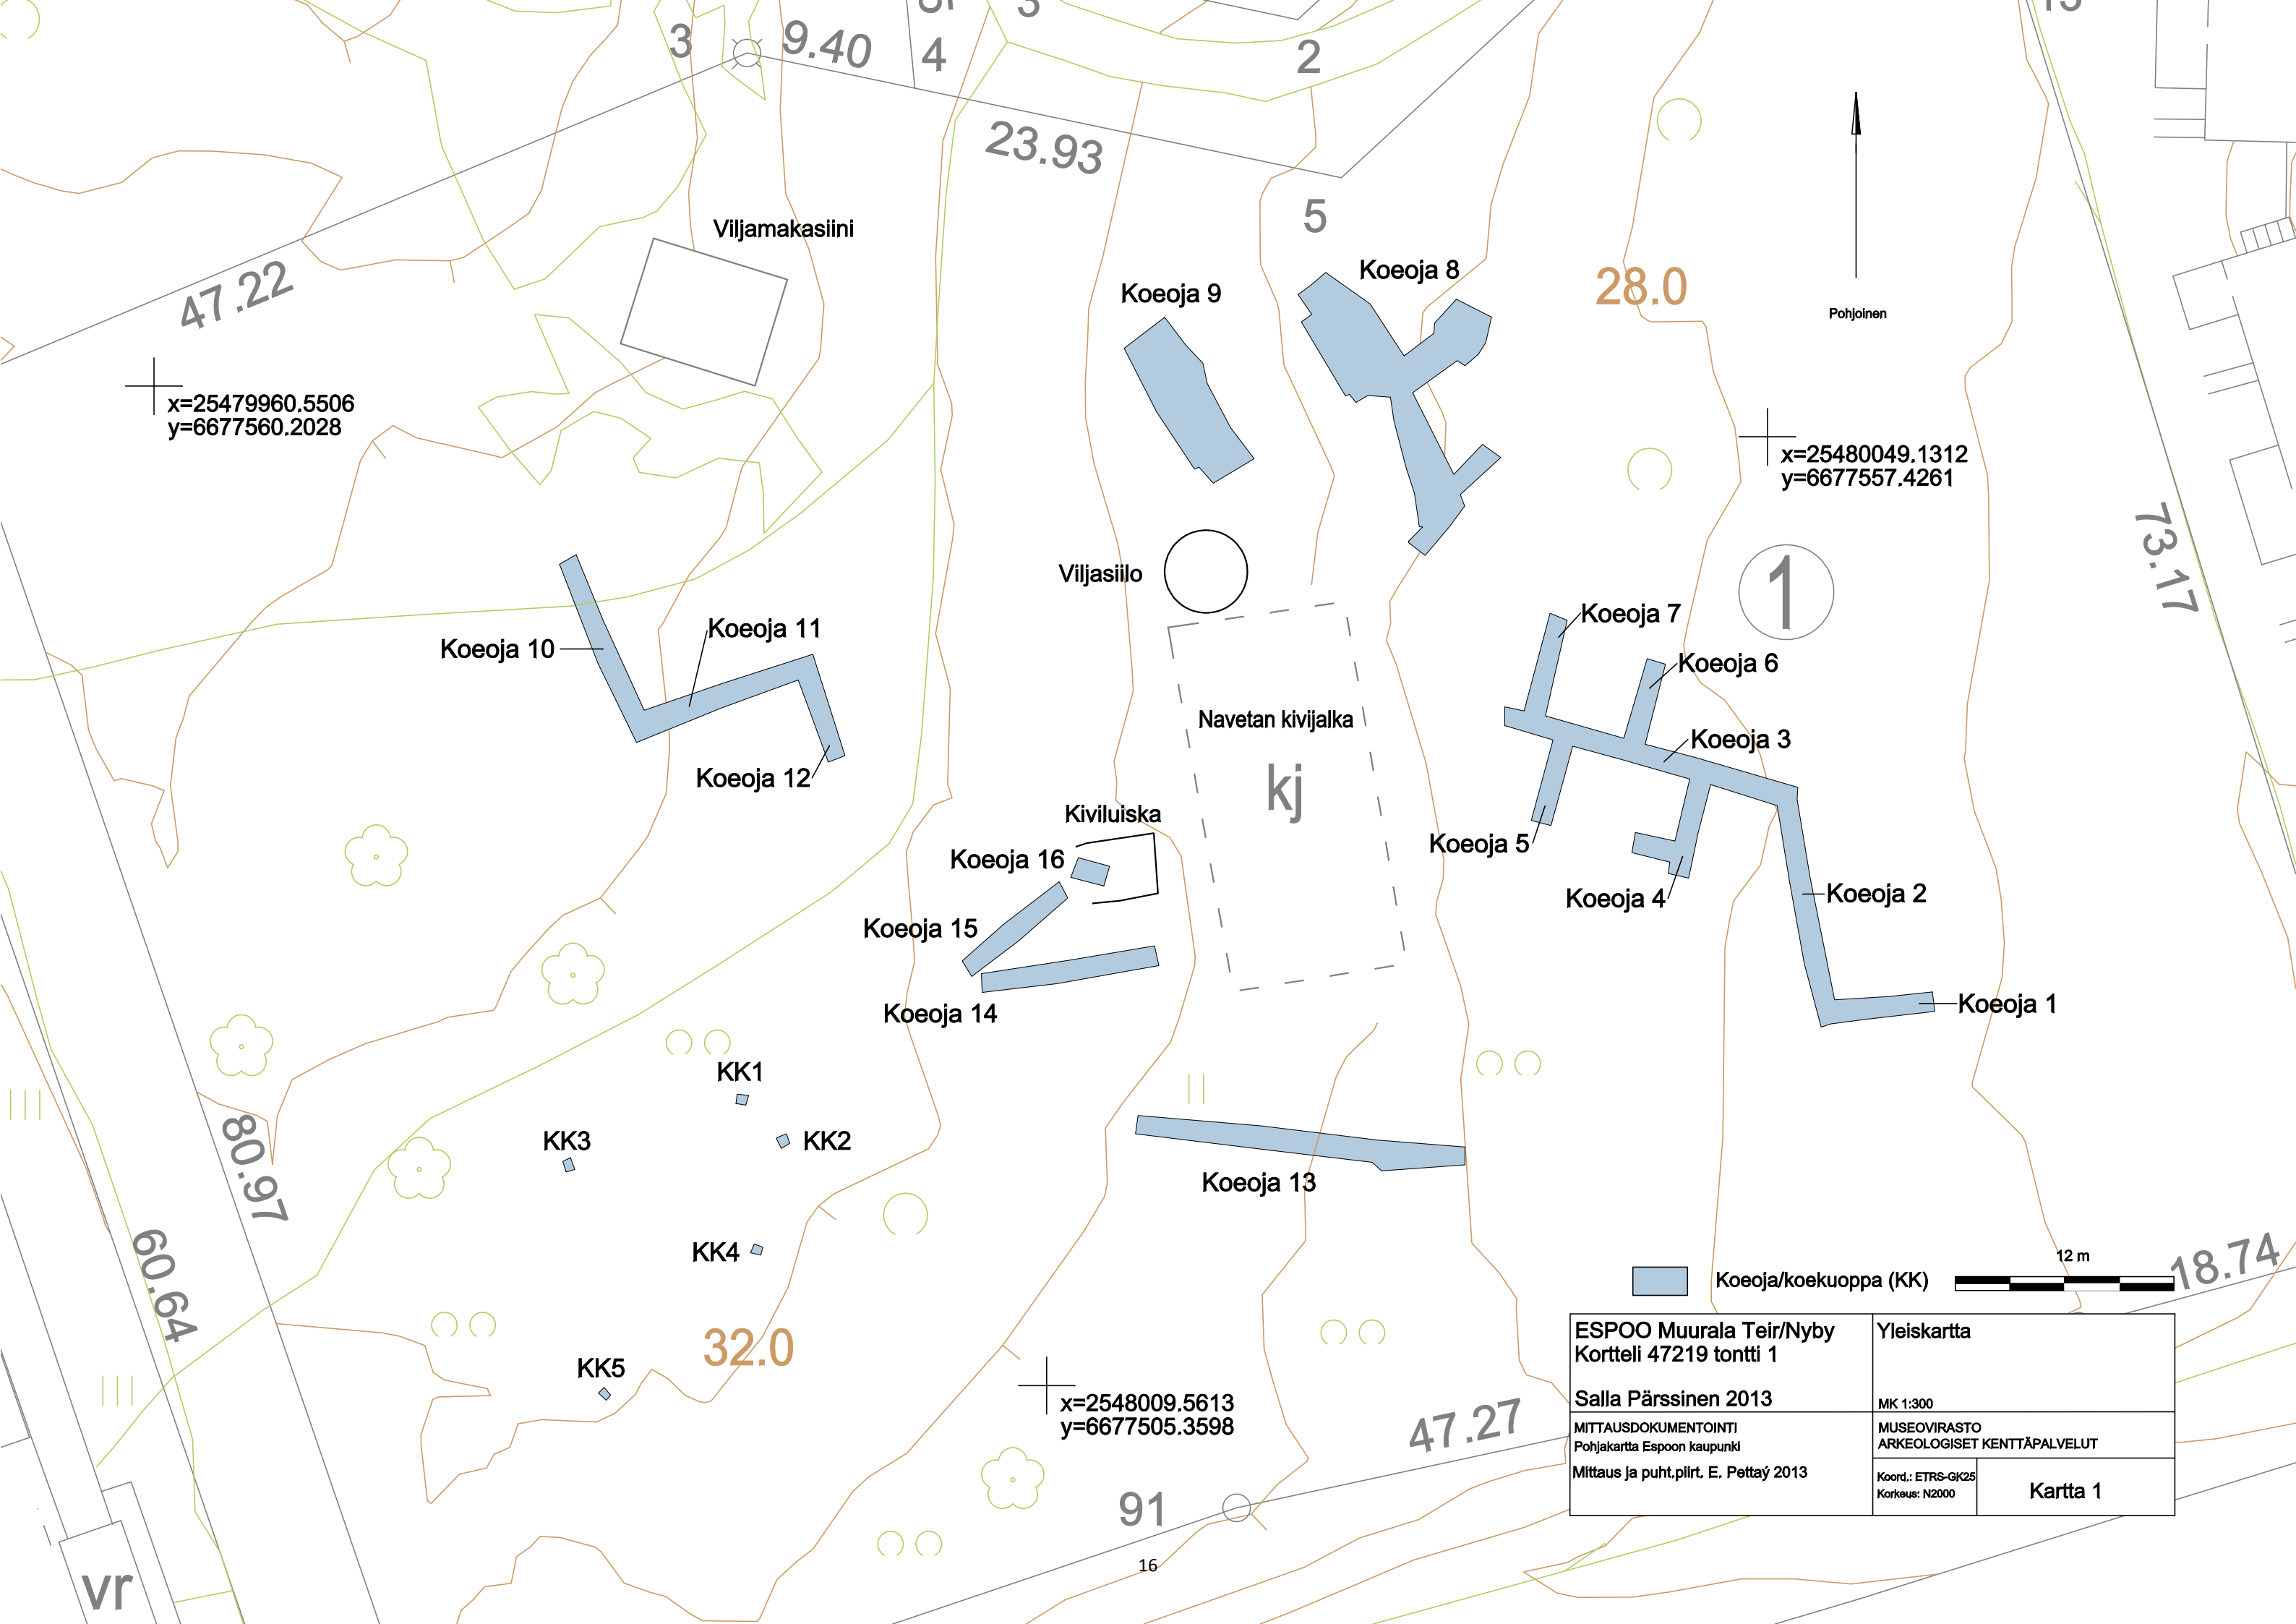 3
9.40
4
3
2
23.93
5
47.22
Viljamakasiini
Koeoja 9
Koeoja 8
28.0
Pohjoinen
x=25479960.5506
y=6677560.2028
x=25480049.1312
y=6677557.4261
73.17
Viljasiilo
1
Koeoja 10
Koeoja 11
Koeoja 12
Koeoja 7
Koeoja 6
Koeoja 3
Navetan kivijalka
kj
Kiviluiska
Koeoja 16
Koeoja 5
Koeoja 4
Koeoja 2
Koeoja 15
Koeoja 14
Koeoja 1
KK1
KK2
KK3
80.97
Koeoja 13
KK4
60.64
32.0
KK5
x=2548009.5613
y=6677505.3598
47.27
91
18.74
12 m
Koeoja/koekuoppa (KK)
ESPOO Muurala Teir/Nyby
Kortteli 47219 tontti 1
Salla Pärssinen 2013
Yleiskartta
MK 1:300
MITTAUSDOKUMENTOINTI
Pohjakartta Espoon kaupunki
Mittaus ja puht.piirt. E. Pettaý 2013
MUSEOVIRASTO
ARKEOLOGISET KENTTÄPALVELUT
Koord.: ETRS-GK25
Korkeus: N2000
Kartta 1
16
vr